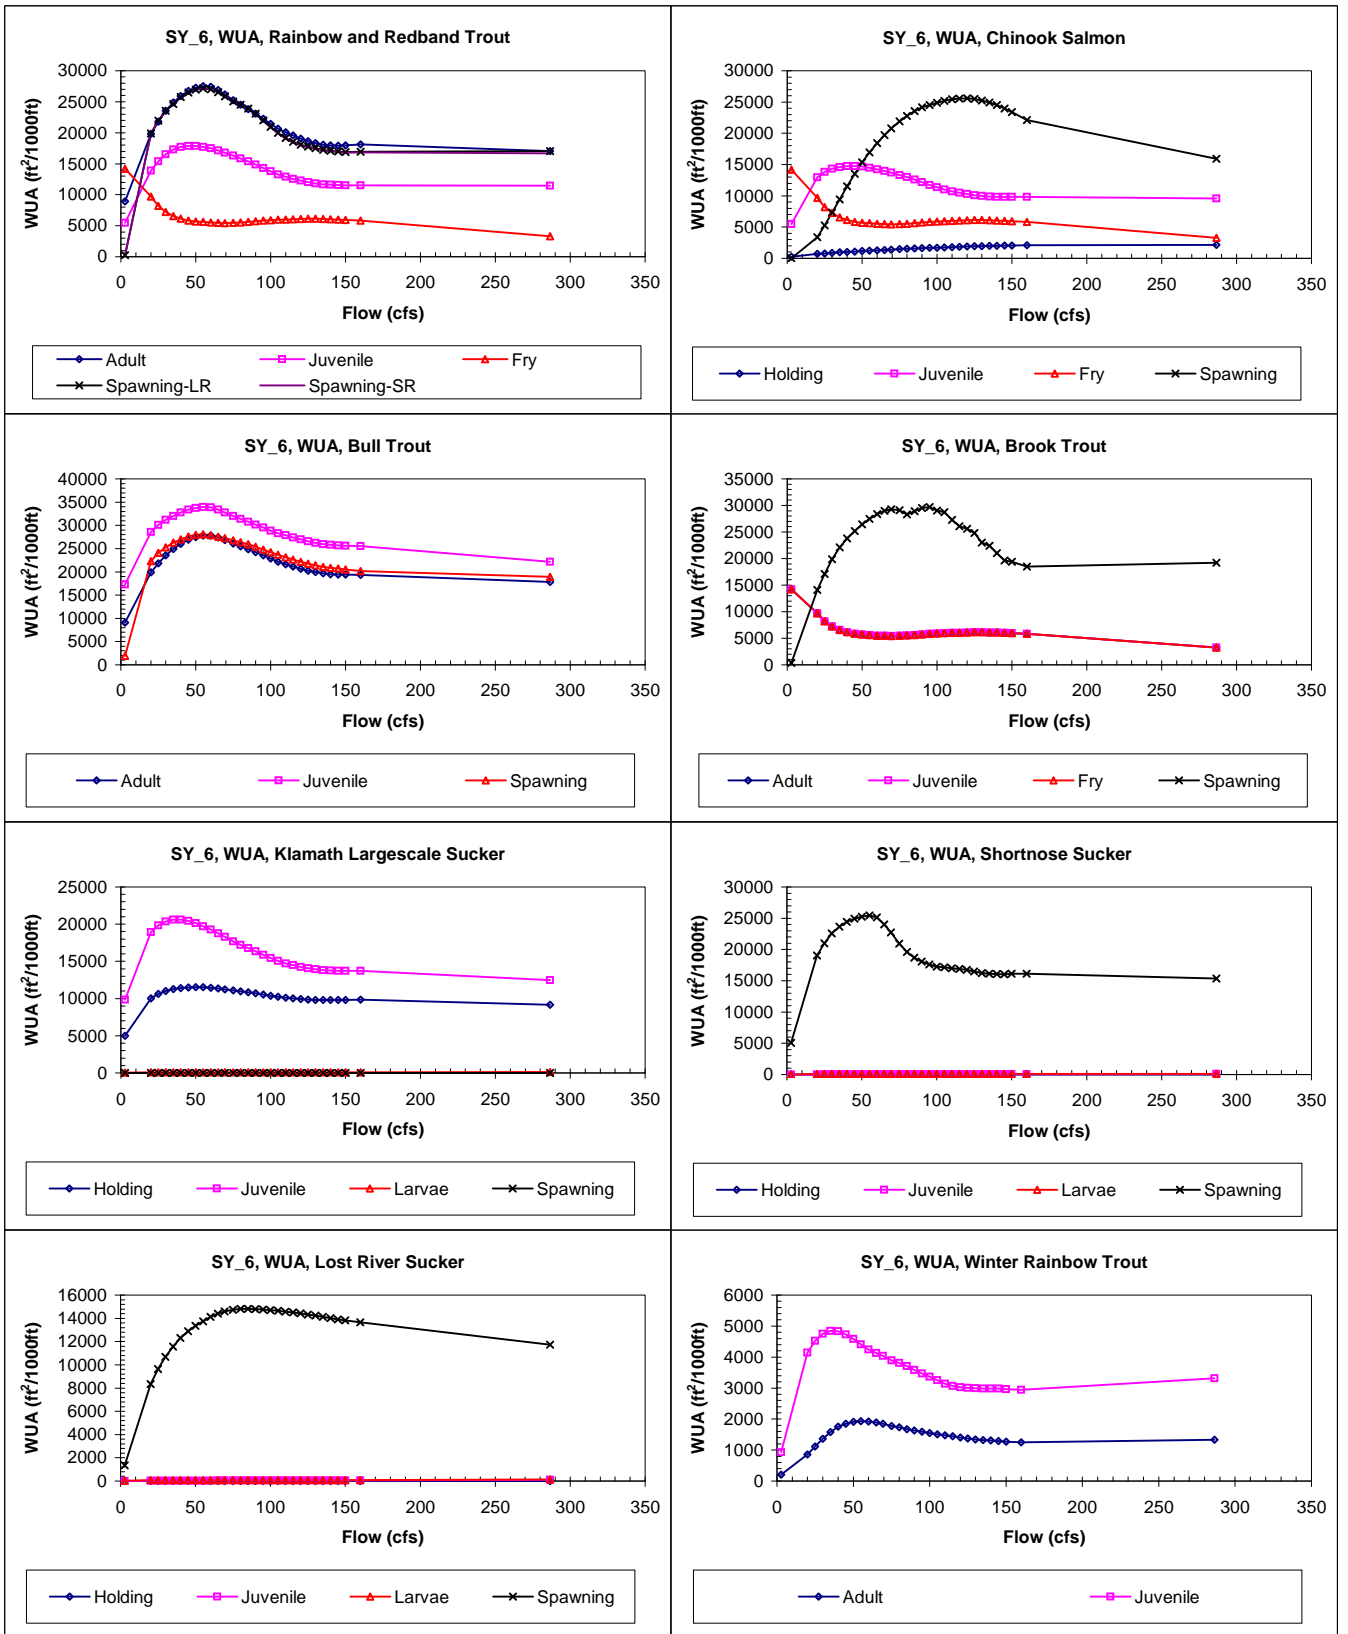 SY_6, WUA, Rainbow and Redband Trout
WUA (ft²/1000ft)
30000
25000
20000
15000
10000
5000
0
0 50 100 150 200 250 300 350
Flow (cfs)
Adult Juvenile Fry
Spawning-LR Spawning-SR
SY_6, WUA, Chinook Salmon
WUA (ft²/1000ft)
30000
25000
20000
15000
10000
5000
0
0 50 100 150 200 250 300 350
Flow (cfs)
Holding Juvenile Fry Spawning
SY_6, WUA, Bull Trout
WUA (ft²/1000ft)
40000
35000
30000
25000
20000
15000
10000
5000
0
0 50 100 150 200 250 300 350
Flow (cfs)
Adult Juvenile Spawning
SY_6, WUA, Brook Trout
WUA (ft²/1000ft)
35000
30000
25000
20000
15000
10000
5000
0
0 50 100 150 200 250 300 350
Flow (cfs)
Adult Juvenile Fry Spawning
SY_6, WUA, Klamath Largescale Sucker
WUA (ft²/1000ft)
25000
20000
15000
10000
5000
0
0 50 100 150 200 250 300 350
Flow (cfs)
Holding Juvenile Larvae Spawning
SY_6, WUA, Shortnose Sucker
WUA (ft²/1000ft)
30000
25000
20000
15000
10000
5000
0
0 50 100 150 200 250 300 350
Flow (cfs)
Holding Juvenile Larvae Spawning
SY_6, WUA, Lost River Sucker
WUA (ft²/1000ft)
16000
14000
12000
10000
8000
6000
4000
2000
0
0 50 100 150 200 250 300 350
Flow (cfs)
Holding Juvenile Larvae Spawning
SY_6, WUA, Winter Rainbow Trout
WUA (ft²/1000ft)
6000
5000
4000
3000
2000
1000
0
0 50 100 150 200 250 300 350
Flow (cfs)
Adult Juvenile